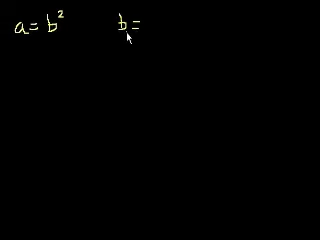 a = b² b =